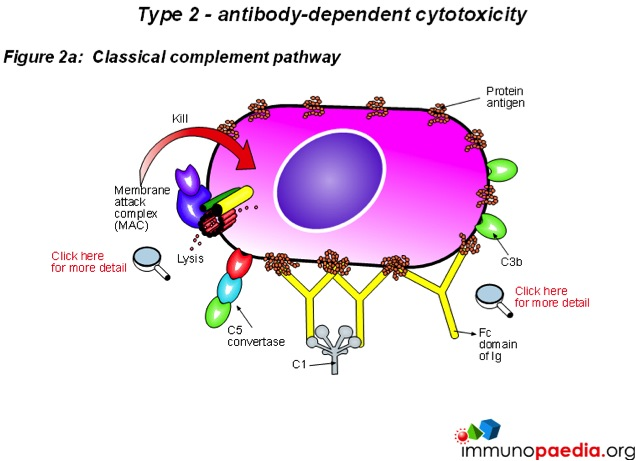 Type 2 - antibody-dependent cytotoxicity
Figure 2a: Classical complement pathway
Protein
antigen
Kill
Membrane
attack
complex
(MAC)
Lysis
Click here
for more detail
C3b
Click here
for more detail
C5
convertase
Fc
domain
of Ig
C1
immunopaedia.org